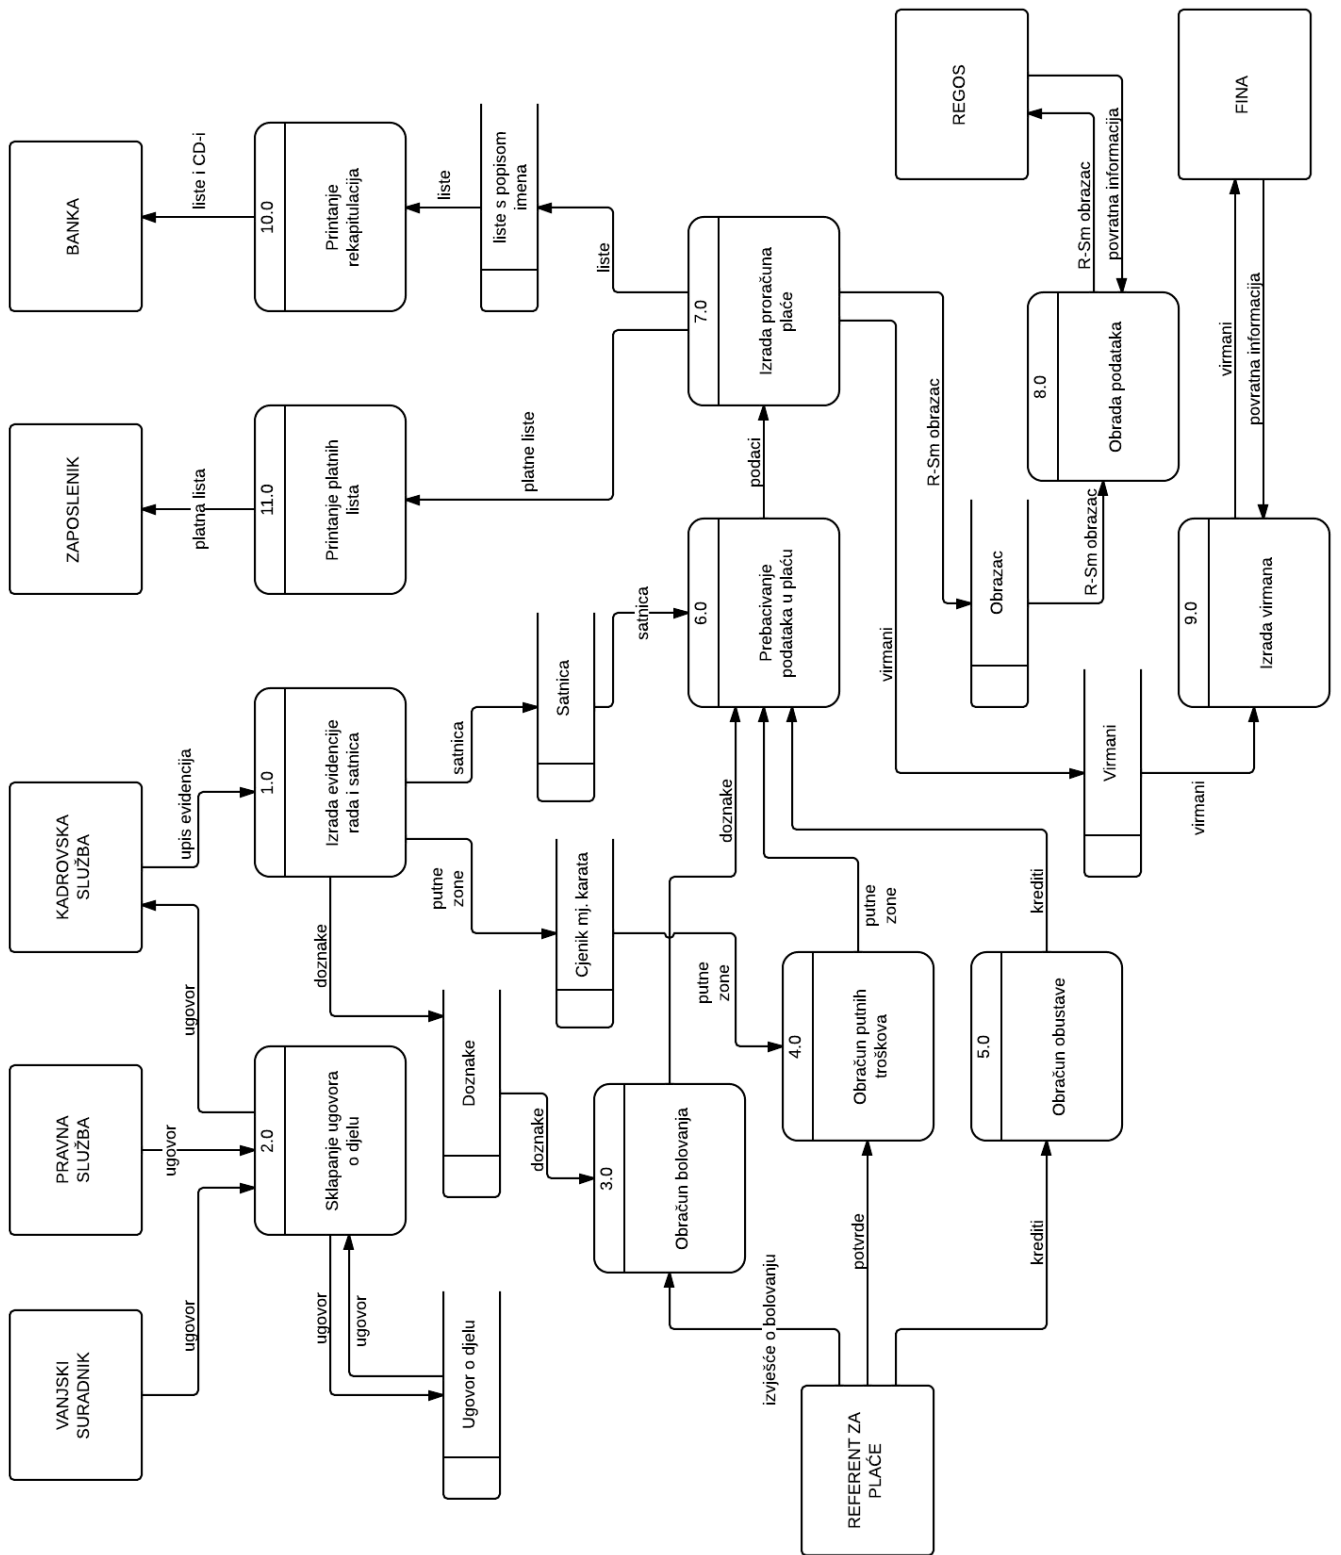 VANJSKI
SURADNIK
PRAVNA
SLUŽBA
KADROVSKA
SLUŽBA
ZAPOSLENIK
BANKA
ugovor
ugovor
ugovor
upis evidencija
platna lista
liste i CD-i
2.0
Sklapanje ugovora
o djelu
1.0
Izrada evidencije
rada i satnica
11.0
Printanje platnih
lista
10.0
Printanje
rekapitulacija
ugovor
ugovor
doznake
putne
zone
satnica
platne liste
liste
Ugovor o djelu
Doznake
Cjenik mj. karata
Satnica
liste s popisom
imena
doznake
satnica
liste
3.0
Obračun bolovanja
putne
zone
doznake
6.0
Prebacivanje
podataka u plaću
podaci
7.0
Izrada proračuna
plaće
izvješće o bolovanju
potvrde
krediti
REFERENT ZA
PLAĆE
4.0
Obračun putnih
troškova
putne
zone
5.0
Obračun obustave
krediti
virmani
R-Sm obrazac
Obrazac
R-Sm obrazac
8.0
Obrada podataka
R-Sm obrazac
povratna informacija
REGOS
Virmani
virmani
9.0
Izrada virmana
virmani
povratna informacija
FINA